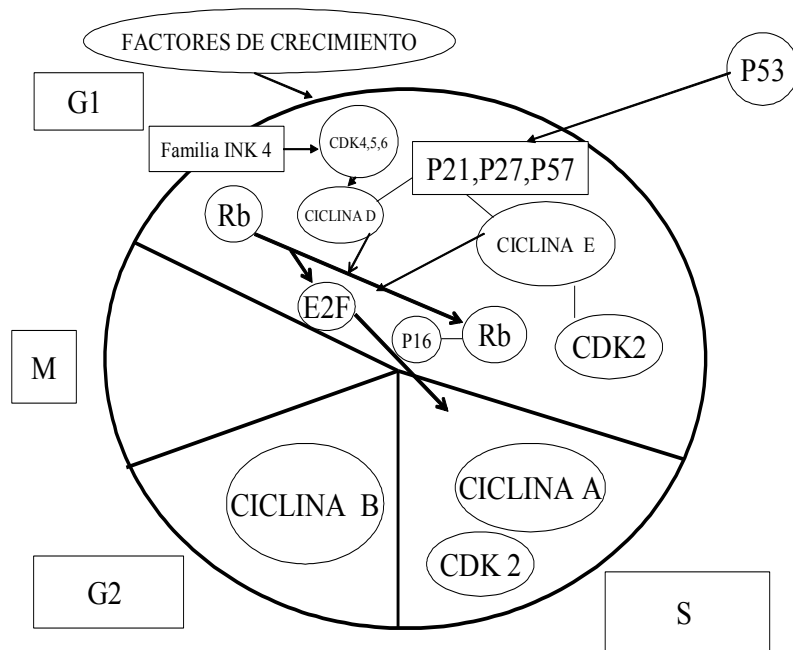 FACTORES DE CRECIMIENTO
P53
G1
Familia INK 4
CDK4,5,6
P21,P27,P57
Rb
CICLINA D
CICLINA E
E2F
P16
Rb
CDK2
M
CICLINA B
CICLINA A
CDK 2
G2
S